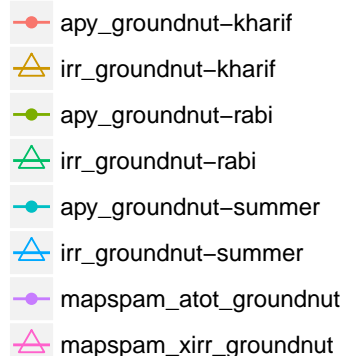 apy_groundnut−kharif
irr_groundnut−kharif
apy_groundnut−rabi
irr_groundnut−rabi
apy_groundnut−summer
irr_groundnut−summer
mapspam_atot_groundnut
mapspam_xirr_groundnut